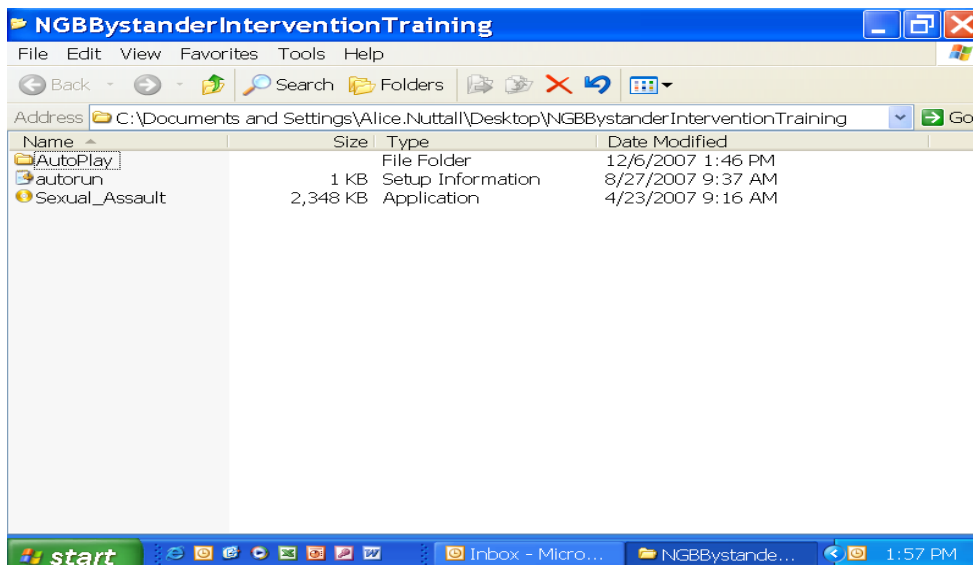 NGBBystanderInterventionTraining
File Edit View Favorites Tools Help
Back Search Folders
Address C:\Documents and Settings\Alice.Nuttall\Desktop\NGBBystanderInterventionTraining Go
Name Size Type Date Modified
AutoPlay File Folder 12/6/2007 1:46 PM
autorun 1 KB Setup Information 8/27/2007 9:37 AM
Sexual_Assault 2,348 KB Application 4/23/2007 9:16 AM
start Inbox - Micro... NGBBystande... 1:57 PM